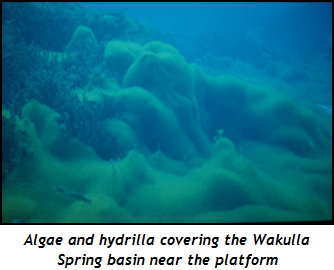 Algae and hydrilla covering the Wakulla
Spring basin near the platform